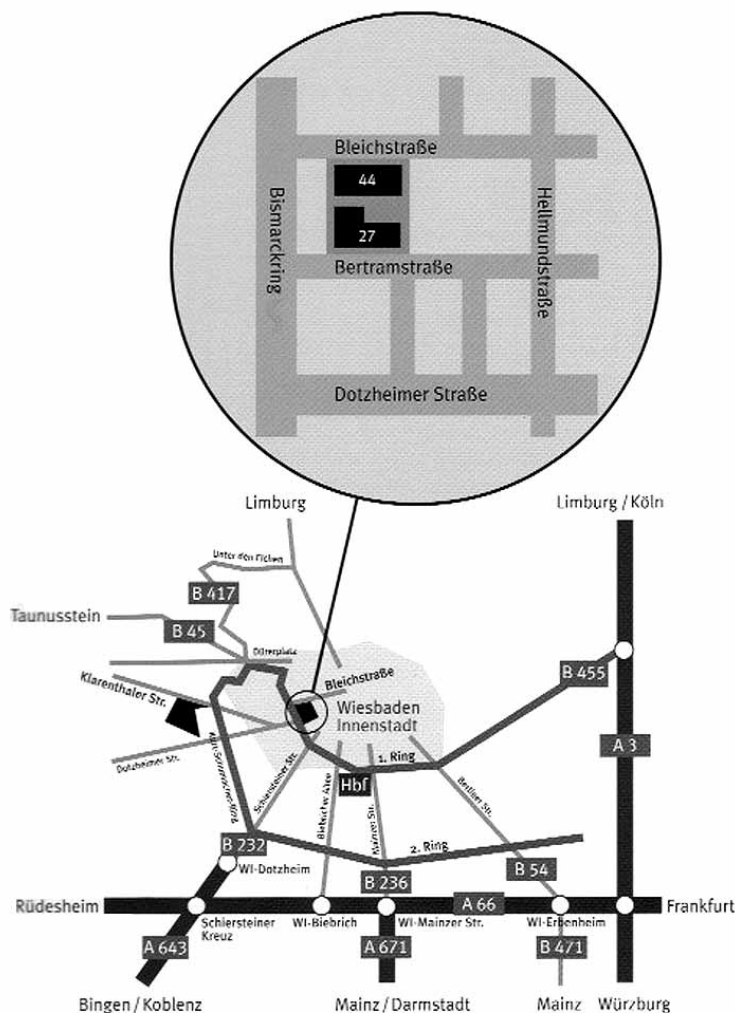 Bleichstraße
44
Bismarckring
Hellmundstraße
27
Bertramstraße
Dotzheimer Straße
Limburg
Limburg / Köln
Unter den Eichen
B 417
Taunusstein
B 45
Dürerplatz
B 455
Klarenthaler Str.
Bleichstraße
Wiesbaden
Innenstadt
A 3
Dotzheimer Str.
Kurt-Schumacher-Ring
Schiersteiner Str.
1. Ring
Hbf
Biebricher Allee
Mainzer Str.
Berliner Str.
B 232
2. Ring
WI-Dotzheim
B 54
B 236
Rüdesheim
A 66
Frankfurt
Schiersteiner
Kreuz
WI-Biebrich
WI-Mainzer Str.
WI-Erbenheim
A 643
A 671
B 471
Bingen / Koblenz
Mainz / Darmstadt
Mainz
Würzburg